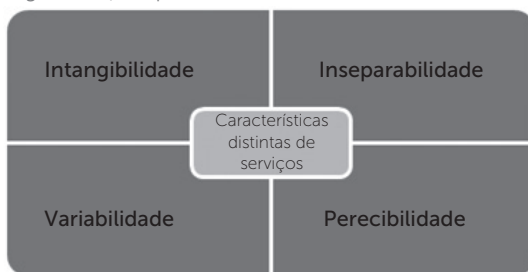 Intangibilidade
Inseparabilidade
Características
distintas de
serviços
Variabilidade
Perecibilidade